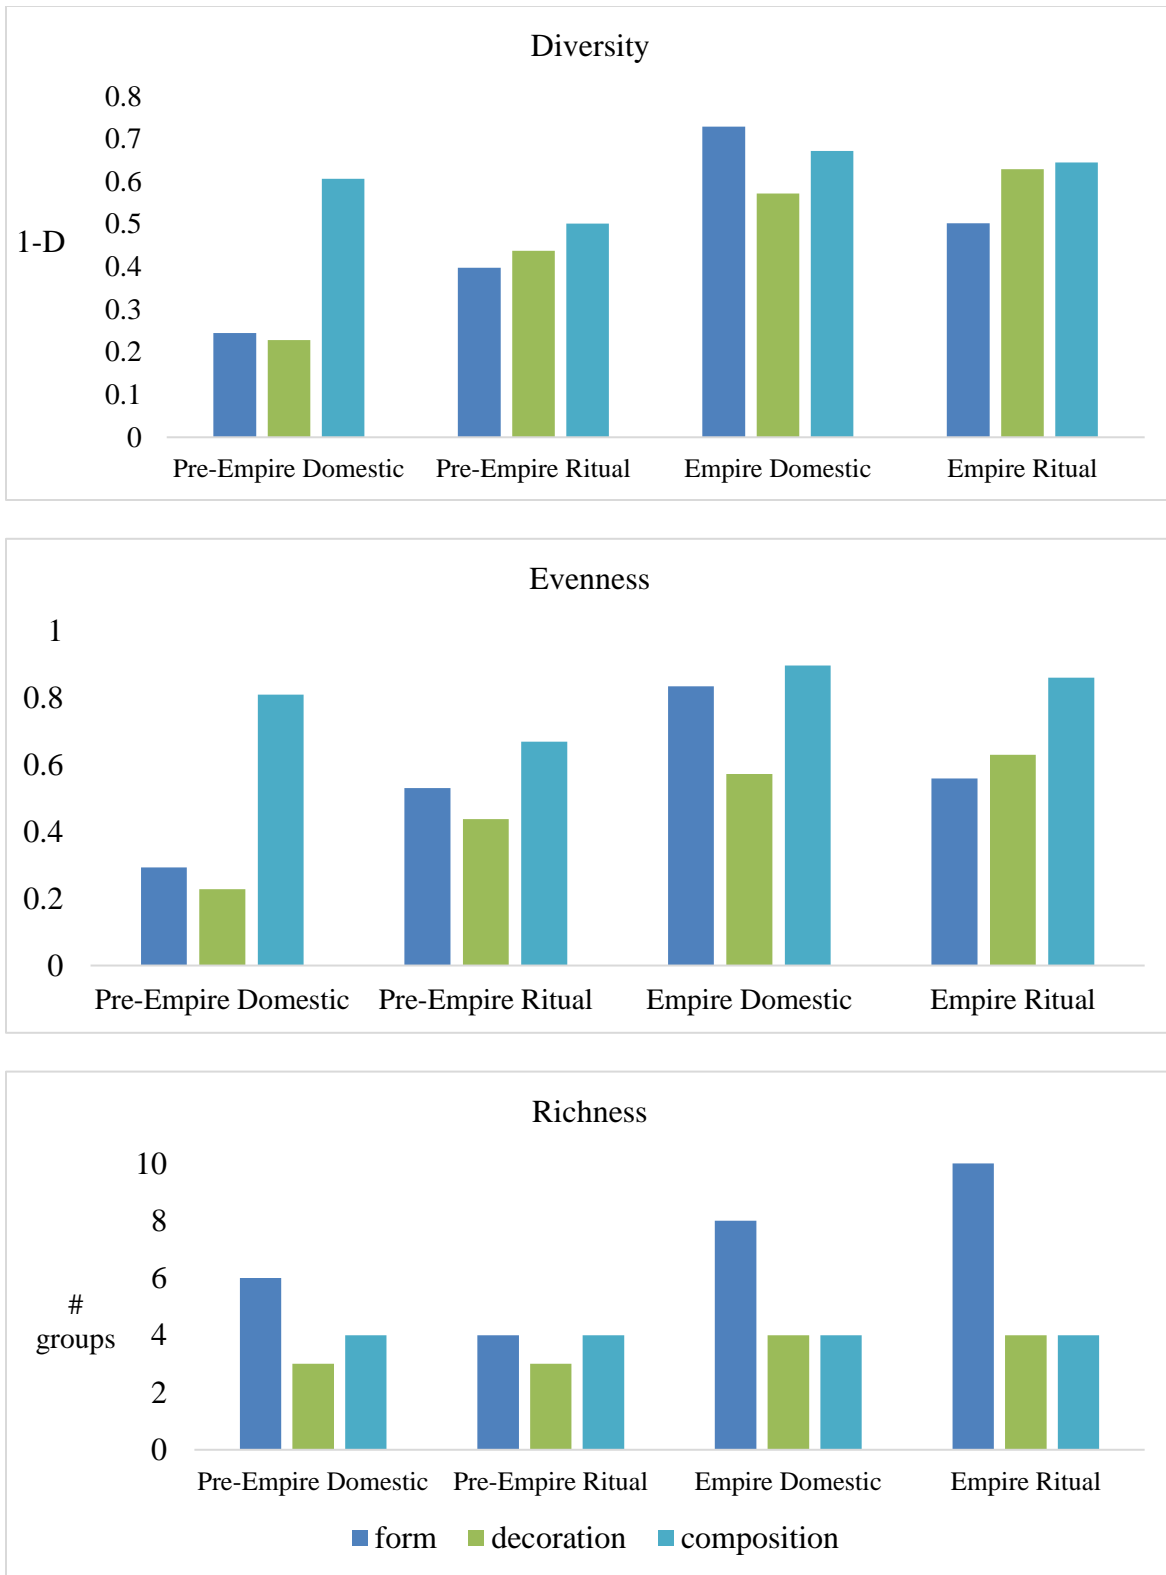 Diversity
0.8
0.7
0.6
0.5
1-D
0.4
0.3
0.2
0.1
0
Pre-Empire Domestic Pre-Empire Ritual Empire Domestic Empire Ritual
Evenness
1
0.8
0.6
0.4
0.2
0
Pre-Empire Domestic Pre-Empire Ritual Empire Domestic Empire Ritual
Richness
10
8
6
#
groups
4
2
0
Pre-Empire Domestic Pre-Empire Ritual Empire Domestic Empire Ritual
form decoration composition